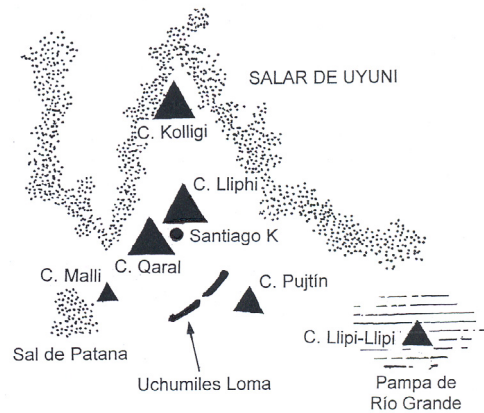 SALAR DE UYUNI
C. Kolligi
C. Lliphi
Santiago K
C. Qaral
C. Malli
C. Pujtín
C. Llipi-Llipi
Sal de Patana
Uchumiles Loma
Pampa de
Río Grande